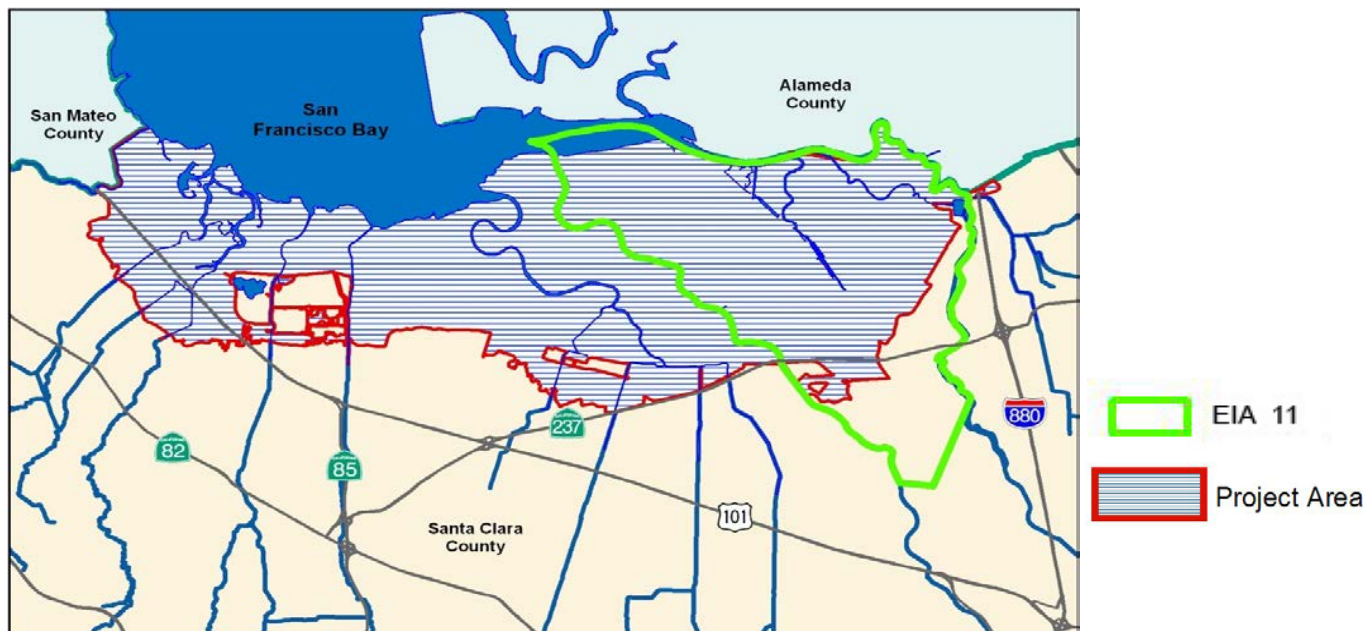 San Mateo
County
San
Francisco Bay
Alameda
County
237
880
82
85
101
Santa Clara
County
EIA 11
Project Area